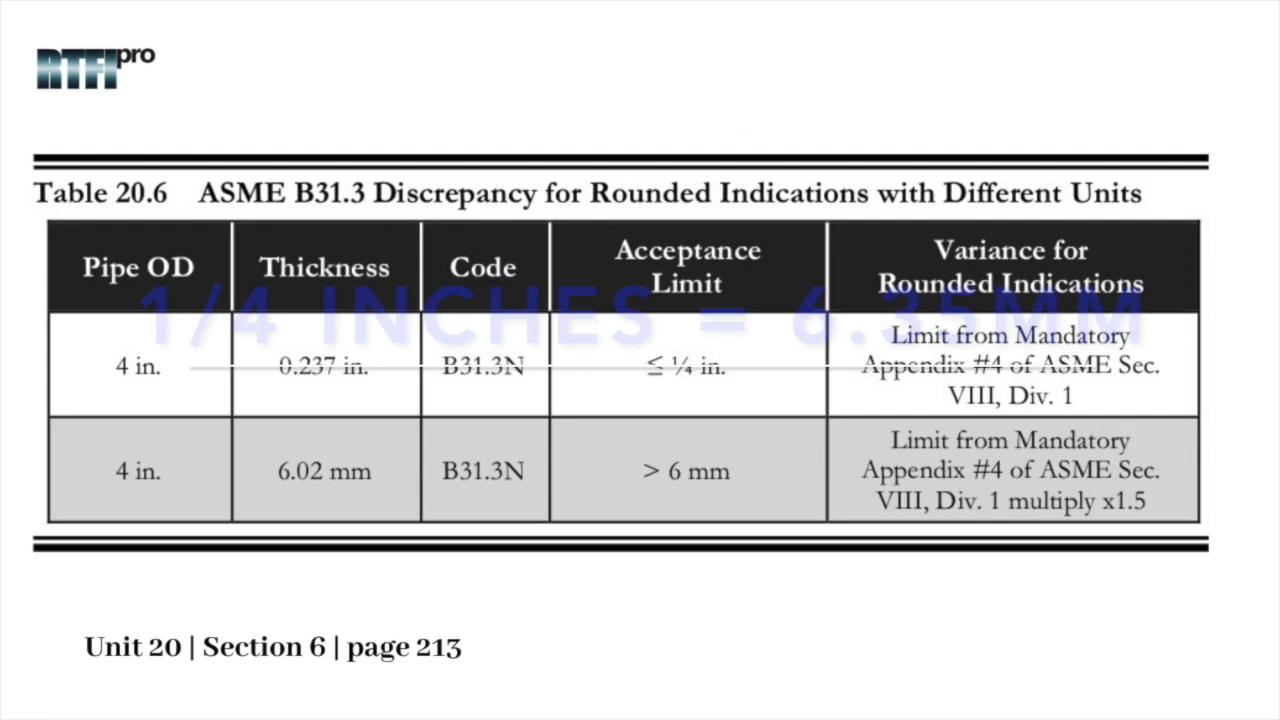 RTFI pro
Table 20.6 ASME B31.3 Discrepancy for Rounded Indications with Different Units
Pipe OD
Thickness
Code
Acceptance
Limit
Variance for
Rounded Indications
1/4 INCHES = 6.35MM
4 in.
0.237 in.
B31.3N
≤ ¼ in.
Limit from Mandatory
Appendix #4 of ASME Sec.
VIII, Div. 1
4 in.
6.02 mm
B31.3N
> 6 mm
Limit from Mandatory
Appendix #4 of ASME Sec.
VIII, Div. 1 multiply x1.5
Unit 20 | Section 6 | page 213